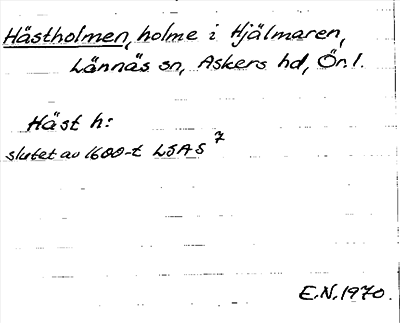 Hästholmen, holme i Hjälmaren,
Lännäs sn, Askers hd, Ör. l.
Häst h:
slutet av 1600-t LSAS 7
E.N. 1970.